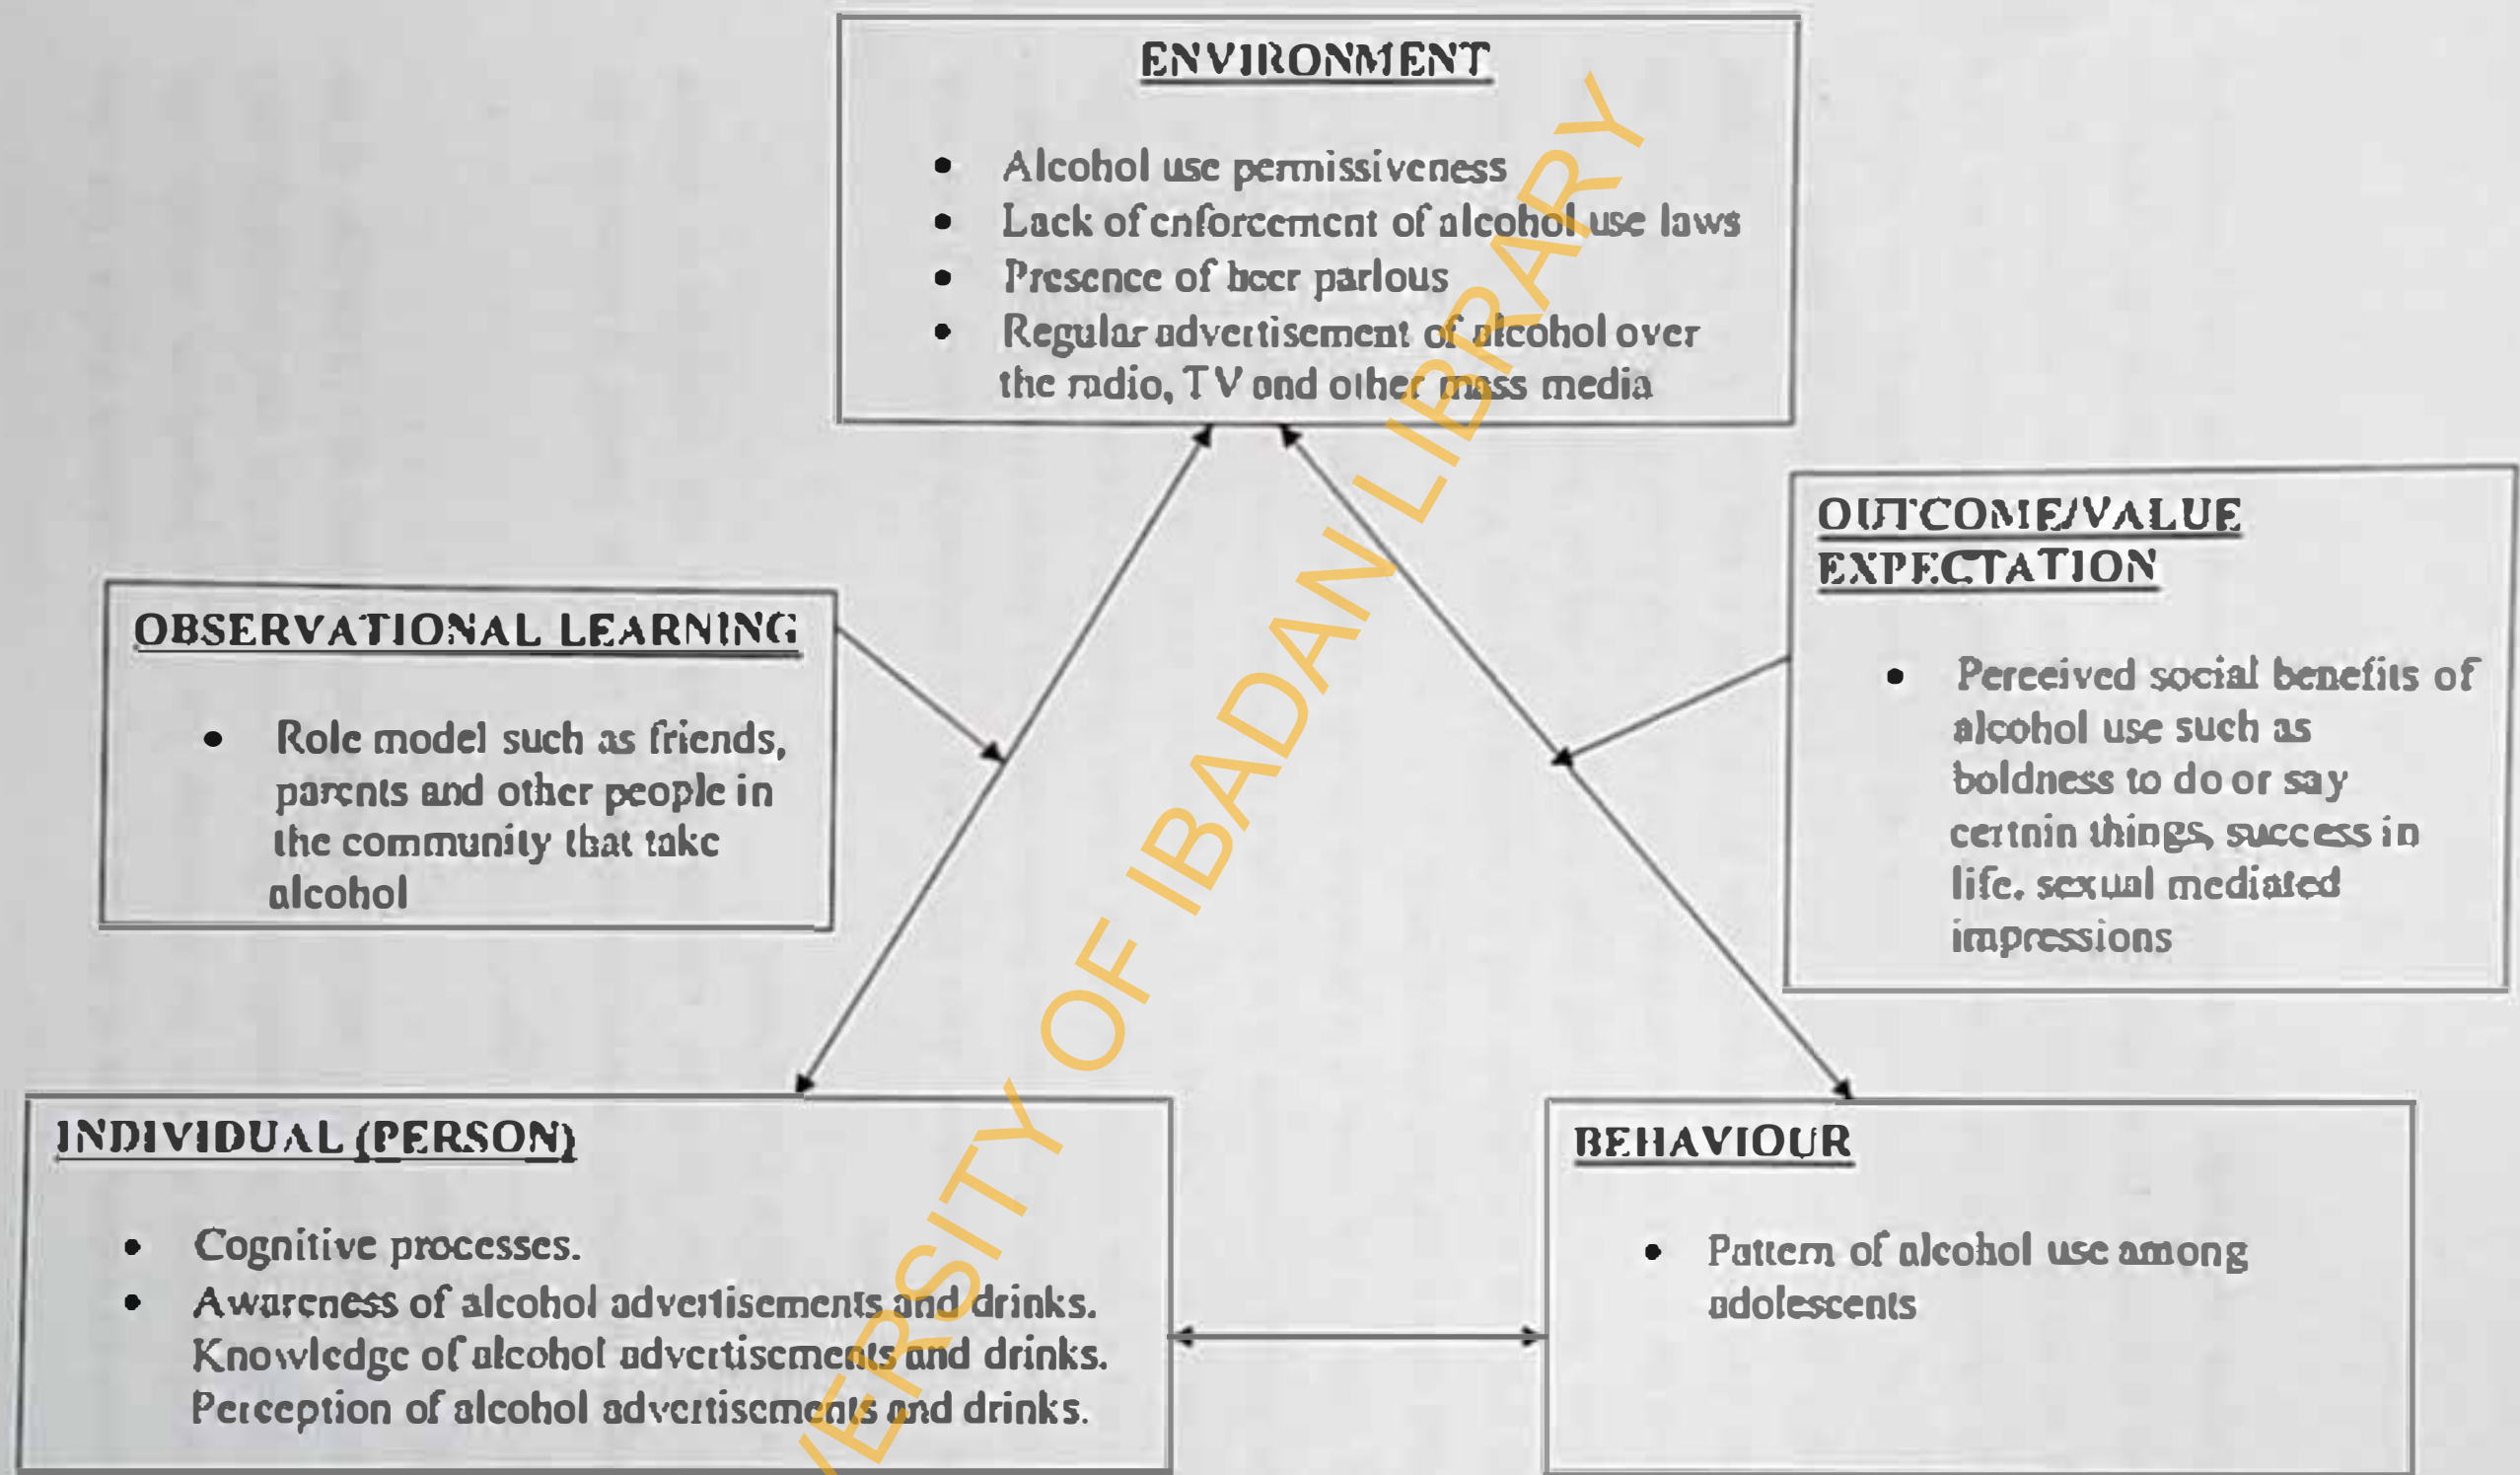 ENVIRONMENT
• Alcohol use permissiveness
• Lack of enforcement of alcohol use laws
• Presence of beer parlous
• Regular advertisement of alcohol over
the radio, TV and other mass media
OUTCOME/VALUE
EXPECTATION
• Perceived social benefits of
alcohol use such as
boldness to do or say
certain things, success in
life, sexual mediated
impressions
OBSERVATIONAL LEARNING
• Role model such as friends,
parents and other people in
the community that take
alcohol
INDIVIDUAL (PERSON)
• Cognitive processes.
• Awareness of alcohol advertisements and drinks.
Knowledge of alcohol advertisements and drinks.
Perception of alcohol advertisements and drinks.
BEHAVIOUR
• Pattern of alcohol use among
adolescents
VERSITY OF IBADAN LIBRARY